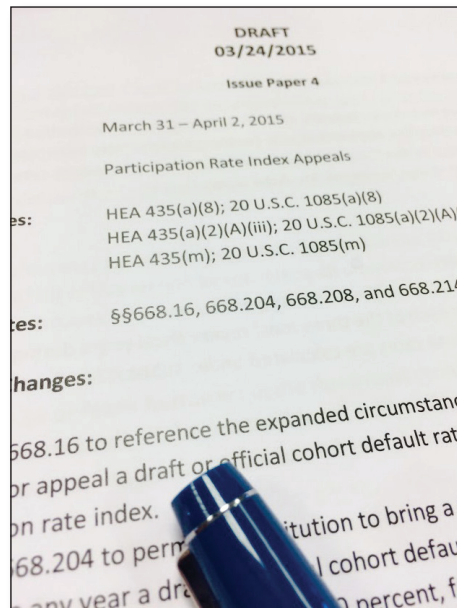 DRAFT
03/24/2015
Issue Paper 4
March 31 – April 2, 2015
Participation Rate Index Appeals
es:
HEA 435(a)(8); 20 U.S.C. 1085(a)(8)
HEA 435(a)(2)(A)(iii); 20 U.S.C. 1085(a)(2)(A)
HEA 435(m); 20 U.S.C. 1085(m)
tes:
§§668.16, 668.204, 668.208, and 668.214
hanges:
668.16 to reference the expanded circumstanc
or appeal a draft or official cohort default rat
on rate index.
68.204 to perm itution to bring a
any year a dra l cohort defau
percent, f